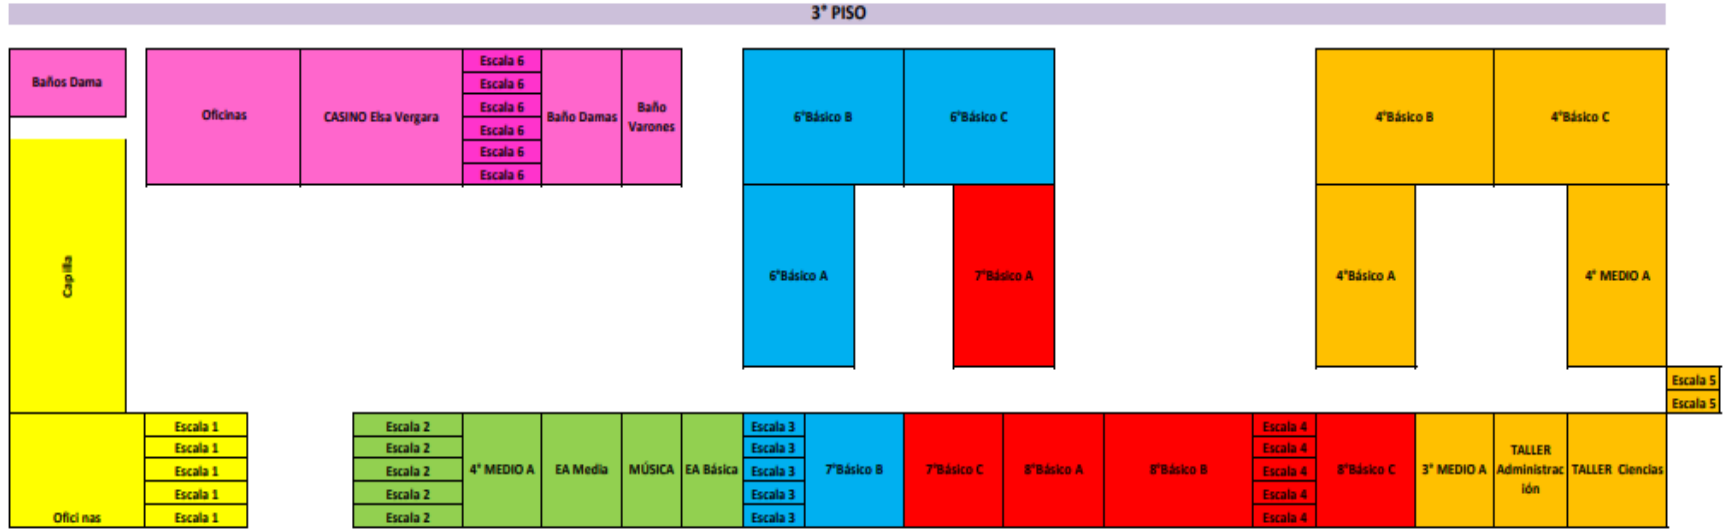 3° PISO
Baños Dama
Oficinas
CASINO Elsa Vergara
Escala 6
Escala 6
Escala 6
Escala 6
Escala 6
Escala 6
Baño Damas
Baño
Varones
6°Básico B
6°Básico C
4°Básico B
4°Básico C
Capilla
6°Básico A
7°Básico A
4°Básico A
4° MEDIO A
Escala 5
Escala 5
Ofici nas
Escala 1
Escala 1
Escala 1
Escala 1
Escala 1
Escala 2
Escala 2
Escala 2
Escala 2
Escala 2
4° MEDIO A
EA Media
MÚSICA
EA Básica
Escala 3
Escala 3
Escala 3
Escala 3
Escala 3
7°Básico B
7°Básico C
8°Básico A
8°Básico B
Escala 4
Escala 4
Escala 4
Escala 4
Escala 4
8°Básico C
3° MEDIO A
TALLER
Administrac
ión
TALLER Ciencias